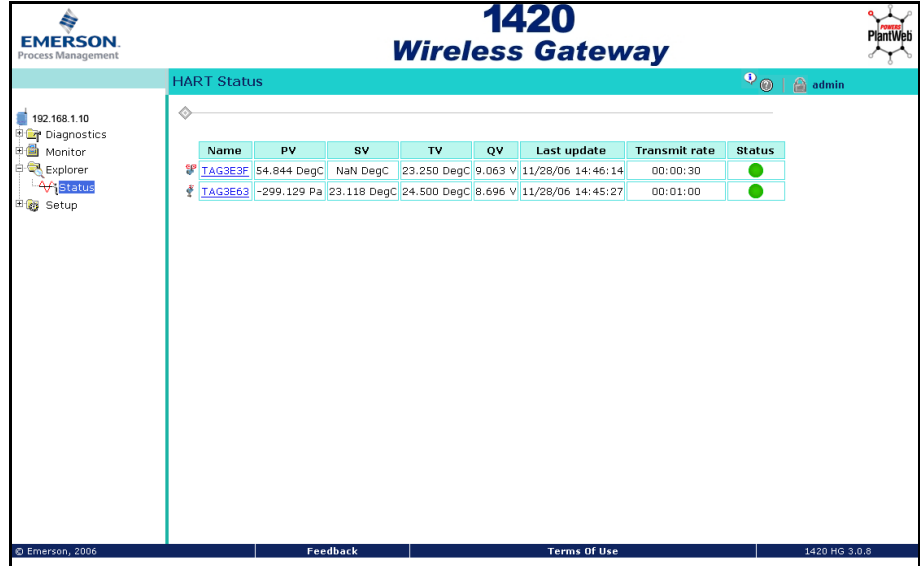 EMERSON.
Process Management
1420
Wireless Gateway
POWERS
PlantWeb
HART Status
admin
192.168.1.10
Diagnostics
Monitor
Explorer
Status
Setup
Name PV SV TV QV Last update Transmit rate Status
TAG3E3F 54.844 DegC NaN DegC 23.250 DegC 9.063 V 11/28/06 14:46:14 00:00:30
TAG3E63 -299.129 Pa 23.118 DegC 24.500 DegC 8.696 V 11/28/06 14:45:27 00:01:00
© Emerson, 2006 Feedback Terms Of Use 1420 HG 3.0.8